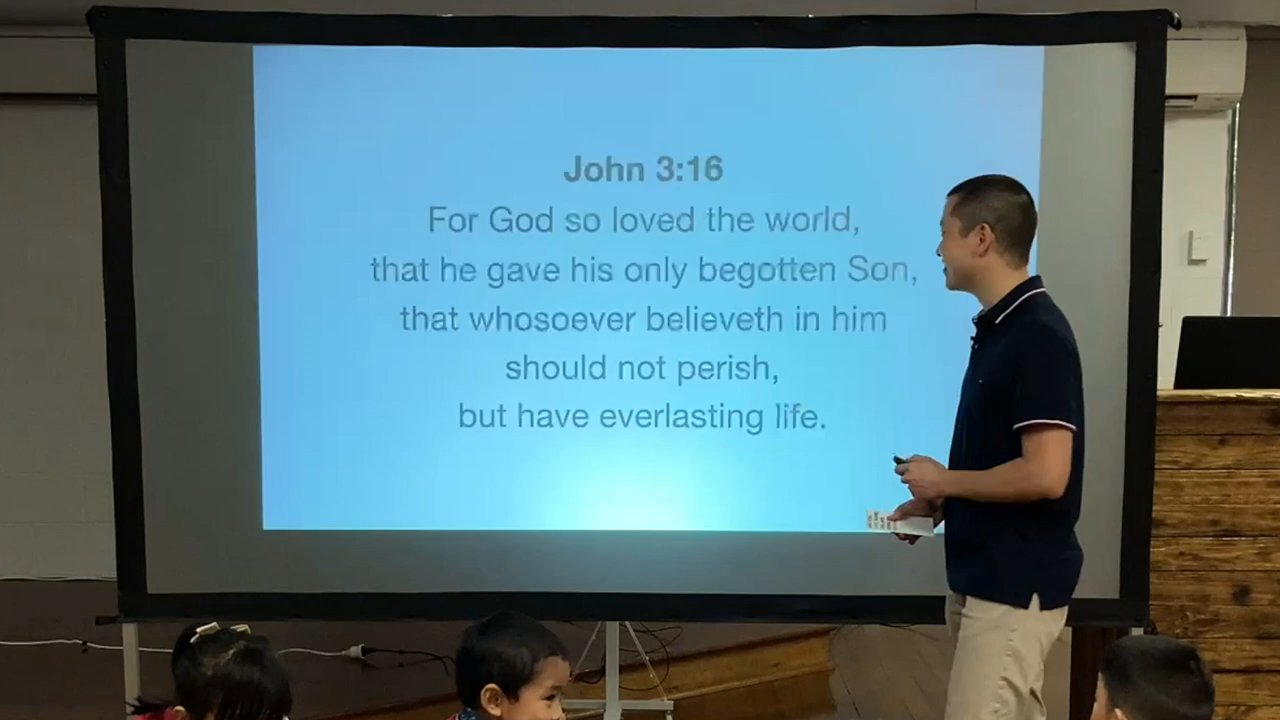 John 3:16
For God so loved the world,
that he gave his only begotten Son,
that whosoever believeth in him
should not perish,
but have everlasting life.